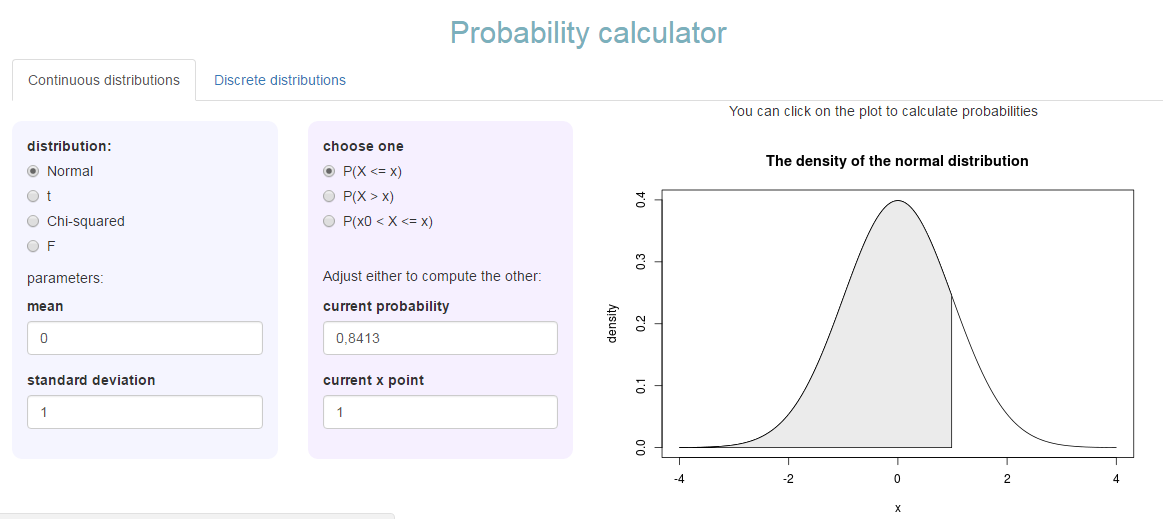 Probability calculator
Continuous distributions
Discrete distributions
distribution:
Normal
t
Chi-squared
F
parameters:
mean
0
standard deviation
1
choose one
P(X <= x)
P(X > x)
P(x0 < X <= x)
Adjust either to compute the other:
current probability
0,8413
current x point
1
You can click on the plot to calculate probabilities
The density of the normal distribution
density
0.4
0.3
0.2
0.1
0.0
-4 -2 0 2 4
x